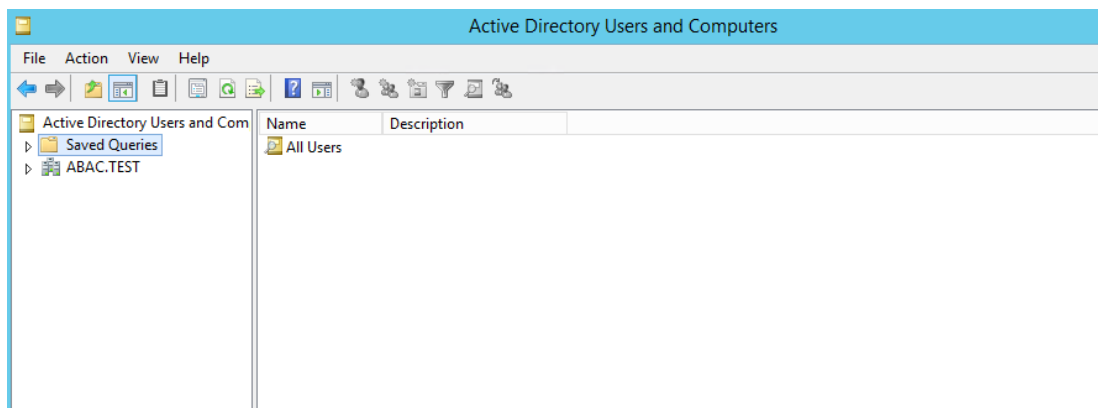 Active Directory Users and Computers
File Action View Help
Active Directory Users and Com
Name Description
Saved Queries
All Users
ABAC.TEST